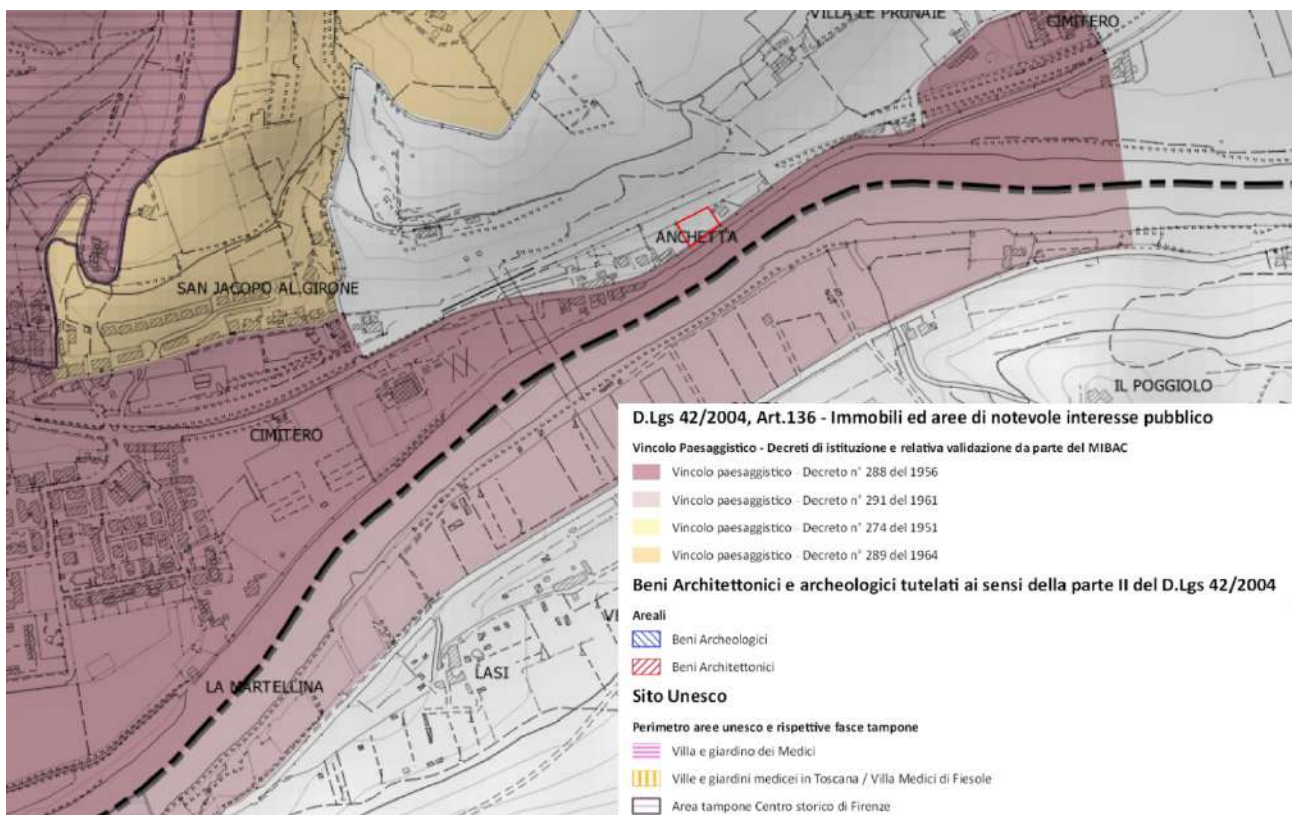 VILLA LE PRUNAIE
CIMITERO
ANCHETTA
SAN JACOPO AL GIRONE
IL POGGIOLO
CIMITERO
LA MARTELLINA
LASI
D.Lgs 42/2004, Art.136 - Immobili ed aree di notevole interesse pubblico
Vincolo Paesaggistico - Decreti di istituzione e relativa validazione da parte del MIBAC
Vincolo paesaggistico - Decreto n° 288 del 1956
Vincolo paesaggistico - Decreto n° 291 del 1961
Vincolo paesaggistico - Decreto n° 274 del 1951
Vincolo paesaggistico - Decreto n° 289 del 1964
Beni Architettonici e archeologici tutelati ai sensi della parte II del D.Lgs 42/2004
Areali
Beni Archeologici
Beni Architettonici
Sito Unesco
Perimetro aree unesco e rispettive fasce tampone
Villa e giardino dei Medici
Ville e giardini medicei in Toscana / Villa Medici di Fiesole
Area tampone Centro storico di Firenze